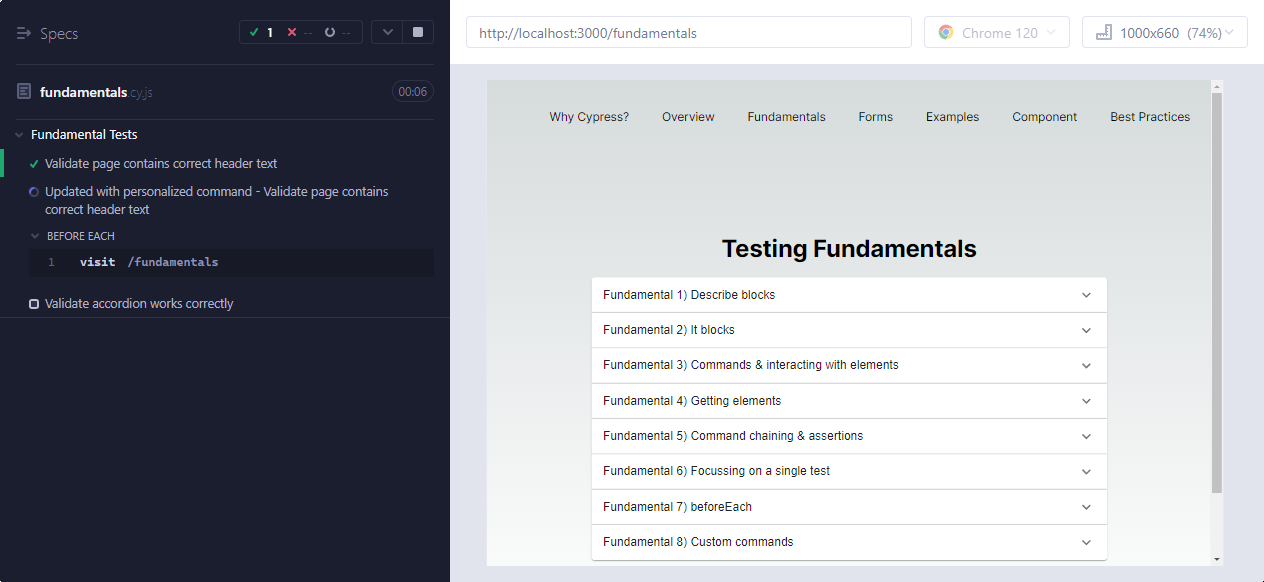 Specs
1 -- --
fundamentals.cy.js 00:06
Fundamental Tests
Validate page contains correct header text
Updated with personalized command - Validate page contains
correct header text
BEFORE EACH
1 visit /fundamentals
Validate accordion works correctly
http://localhost:3000/fundamentals
Chrome 120
1000x660 (74%)
Why Cypress? Overview Fundamentals Forms Examples Component Best Practices
Testing Fundamentals
Fundamental 1) Describe blocks
Fundamental 2) It blocks
Fundamental 3) Commands & interacting with elements
Fundamental 4) Getting elements
Fundamental 5) Command chaining & assertions
Fundamental 6) Focussing on a single test
Fundamental 7) beforeEach
Fundamental 8) Custom commands